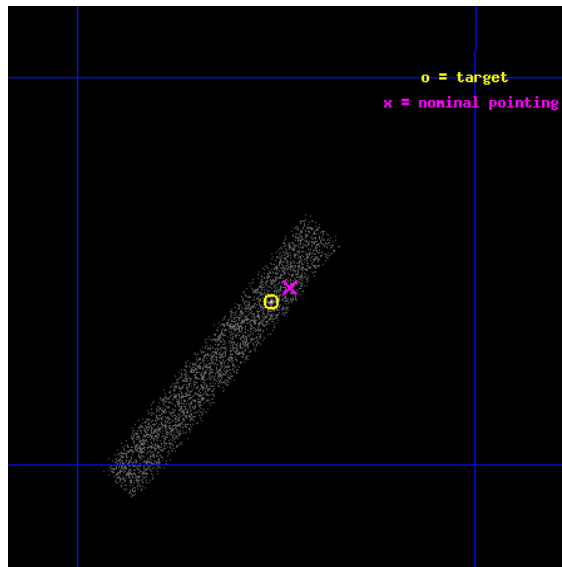 o = target
x = nominal pointing